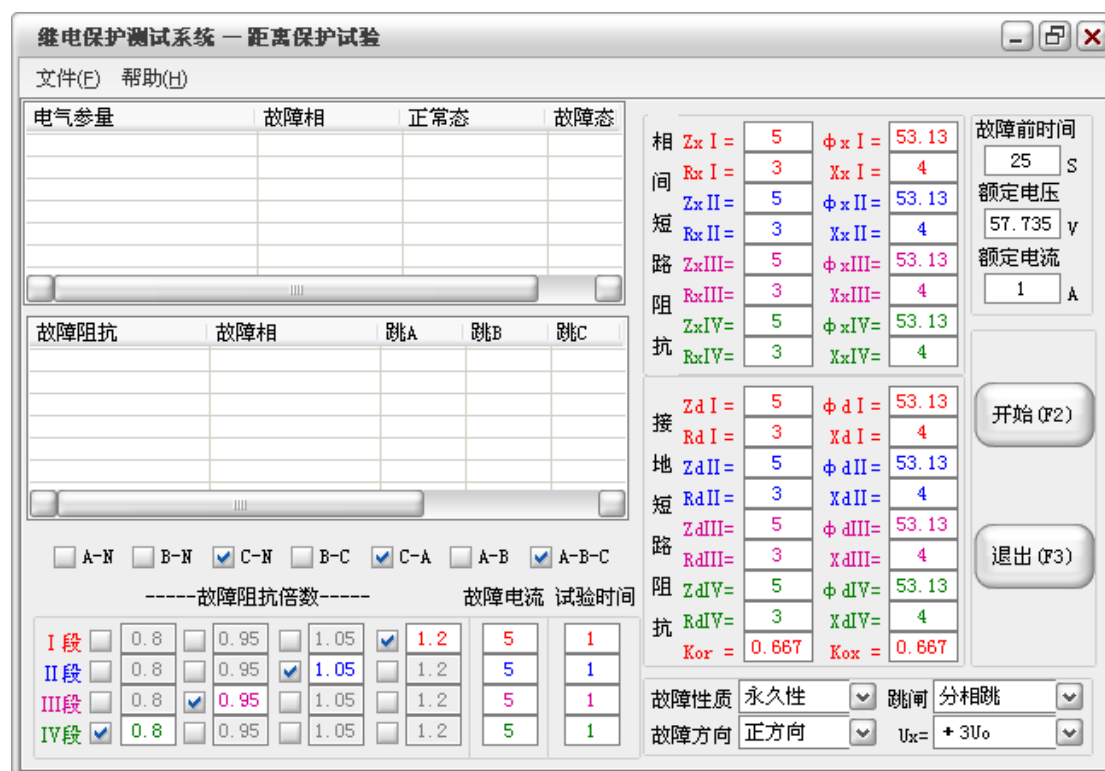 继电保护测试系统 — 距离保护试验
文件(F) 帮助(H)
电气参量 故障相 正常态 故障态
故障阻抗 故障相 跳A 跳B 跳C
A-N B-N C-N B-C C-A A-B A-B-C
-----故障阻抗倍数----- 故障电流 试验时间
I段 0.8 0.95 1.05 1.2 5 1
II段 0.8 0.95 1.05 1.2 5 1
III段 0.8 0.95 1.05 1.2 5 1
IV段 0.8 0.95 1.05 1.2 5 1
相间短路阻抗
ZxI= 5 ΦxI= 53.13
RxI= 3 XxI= 4
ZxII= 5 ΦxII= 53.13
RxII= 3 XxII= 4
ZxIII= 5 ΦxIII= 53.13
RxIII= 3 XxIII= 4
ZxIV= 5 ΦxIV= 53.13
RxIV= 3 XxIV= 4
接地短路阻抗
ZdI= 5 ΦdI= 53.13
RdI= 3 XdI= 4
ZdII= 5 ΦdII= 53.13
RdII= 3 XdII= 4
ZdIII= 5 ΦdIII= 53.13
RdIII= 3 XdIII= 4
ZdIV= 5 ΦdIV= 53.13
RdIV= 3 XdIV= 4
Kor = 0.667 Kox = 0.667
故障性质 永久性 跳闸 分相跳
故障方向 正方向 Ux= +3Uo
故障前时间
25 S
额定电压
57.735 V
额定电流
1 A
开始(F2)
退出(F3)